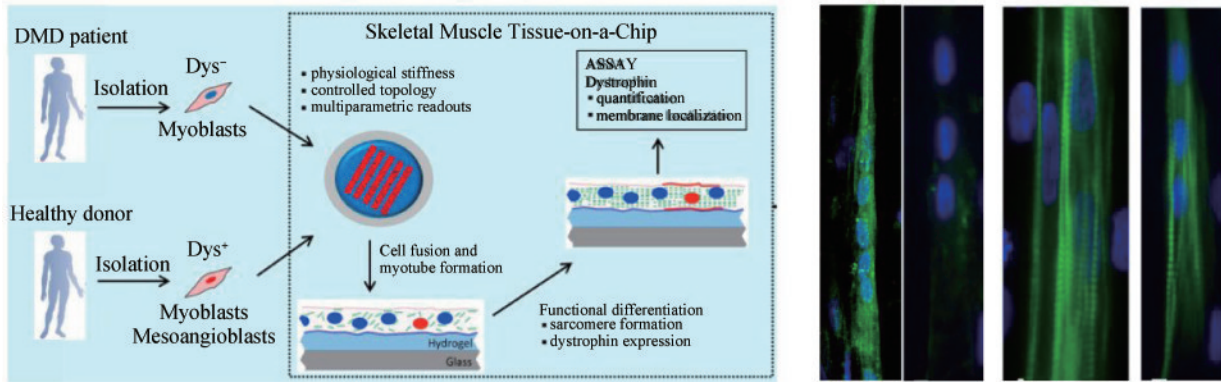 DMD patient
Isolation
Dys⁻
Myoblasts
Healthy donor
Isolation
Dys⁺
Myoblasts
Mesoangioblasts
Skeletal Muscle Tissue-on-a-Chip
▪ physiological stiffness
▪ controlled topology
▪ multiparametric readouts
Cell fusion and
myotube formation
Hydrogel
Glass
Functional differentiation
▪ sarcomere formation
▪ dystrophin expression
ASSAY
Dystrophin
▪ quantification
▪ membrane localization